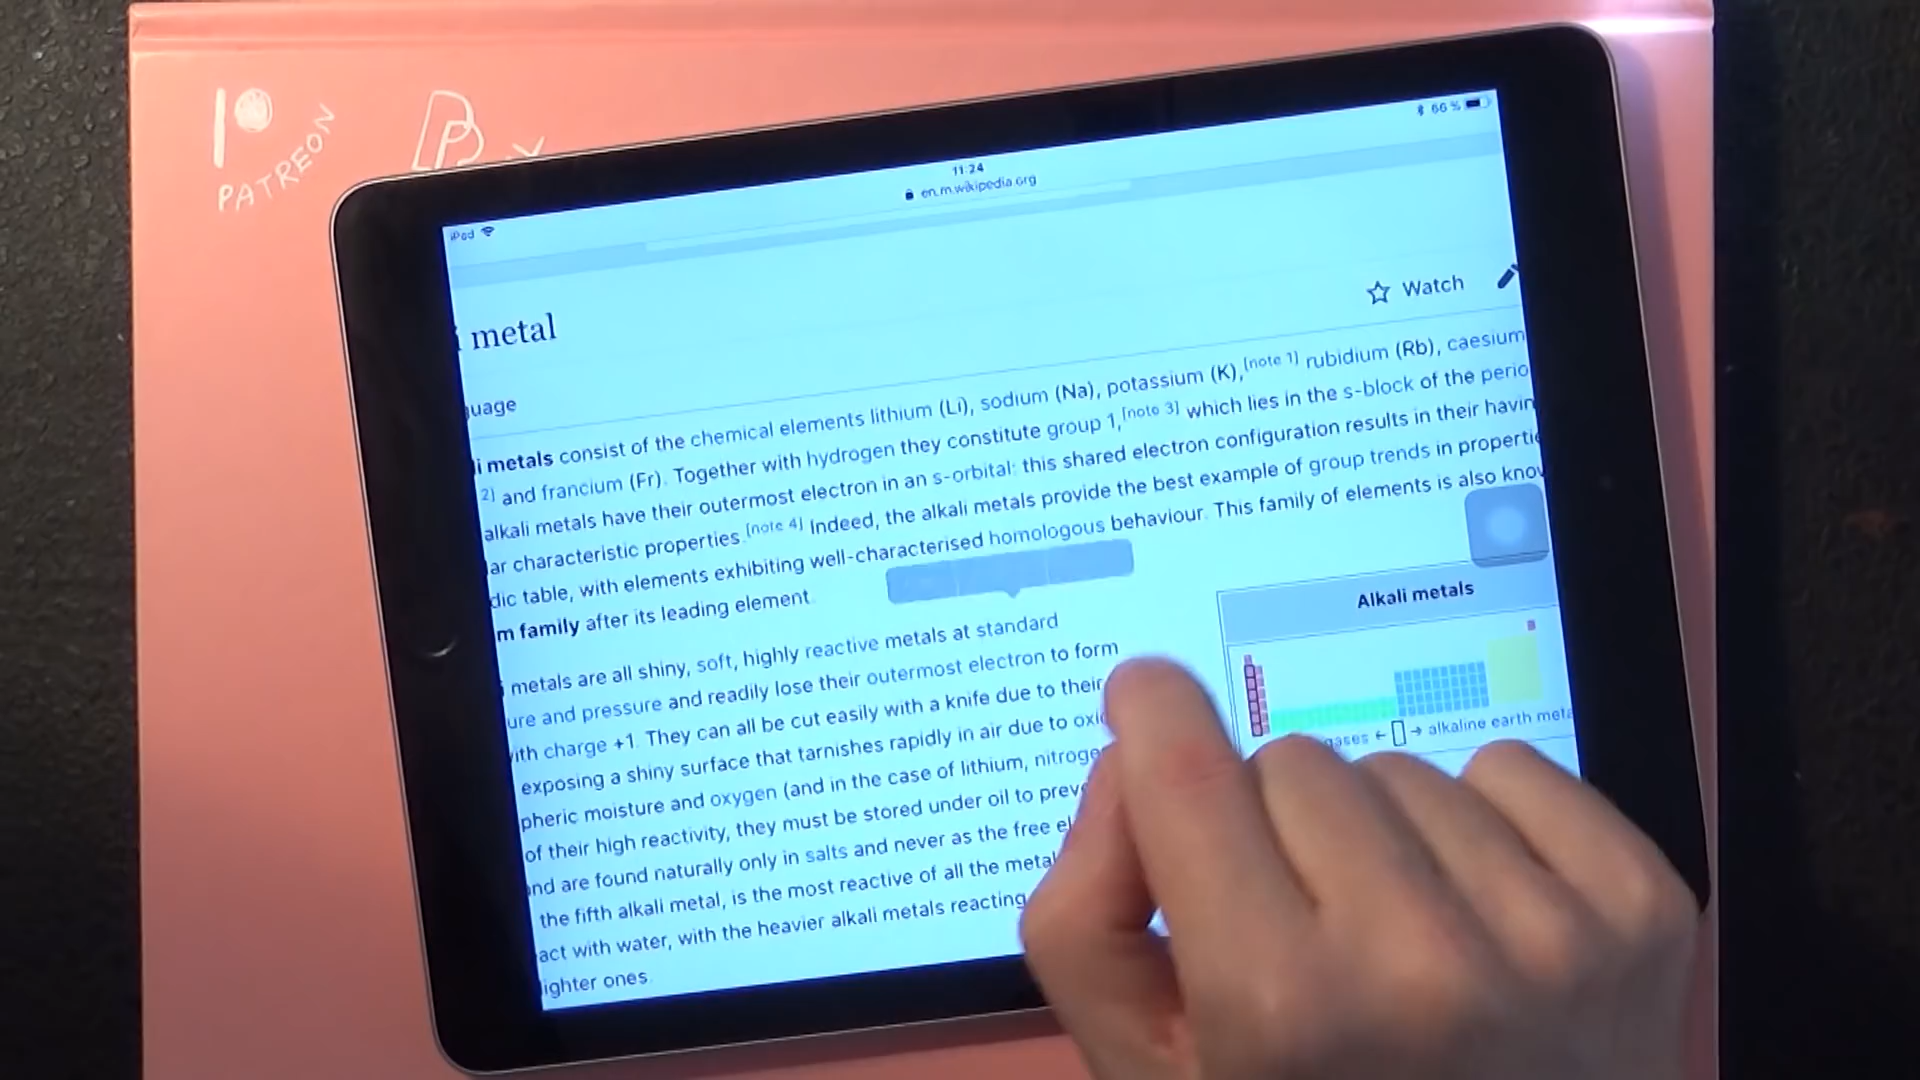 PATREON
iPad
11:24
66 %
en.m.wikipedia.org
i metal
Watch
uage
i metals consist of the chemical elements lithium (Li), sodium (Na), potassium (K),[note 1] rubidium (Rb), caesium
2] and francium (Fr). Together with hydrogen they constitute group 1,[note 3] which lies in the s-block of the perio
alkali metals have their outermost electron in an s-orbital: this shared electron configuration results in their havin
ar characteristic properties.[note 4] Indeed, the alkali metals provide the best example of group trends in properti
dic table, with elements exhibiting well-characterised homologous behaviour. This family of elements is also know
m family after its leading element.
metals are all shiny, soft, highly reactive metals at standard
ure and pressure and readily lose their outermost electron to form
ith charge +1. They can all be cut easily with a knife due to their
exposing a shiny surface that tarnishes rapidly in air due to oxi
pheric moisture and oxygen (and in the case of lithium, nitroge
of their high reactivity, they must be stored under oil to prev
nd are found naturally only in salts and never as the free el
the fifth alkali metal, is the most reactive of all the metal
act with water, with the heavier alkali metals reacting
ighter ones.
Alkali metals
gases ← → alkaline earth meta